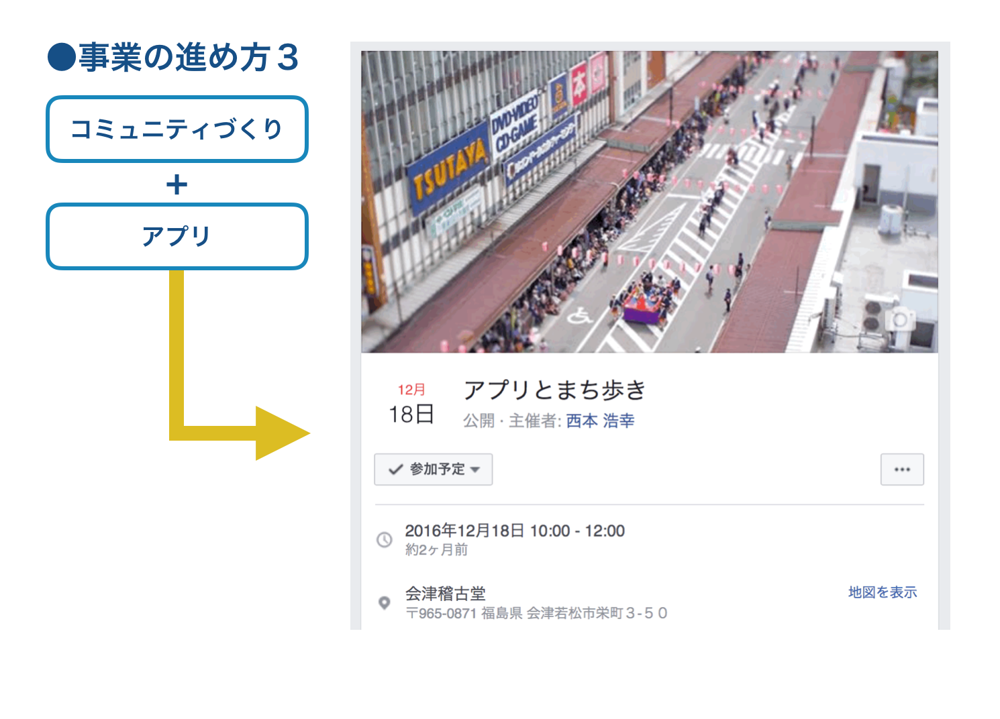 ●事業の進め方３
コミュニティづくり
+
アプリ
TSUTAYA
DVD・VIDEO
CD・GAME
本
12月
18日
アプリとまち歩き
公開 · 主催者: 西本 浩幸
参加予定
2016年12月18日 10:00 - 12:00
約2ヶ月前
会津稽古堂
地図を表示
〒965-0871 福島県 会津若松市栄町３-５０